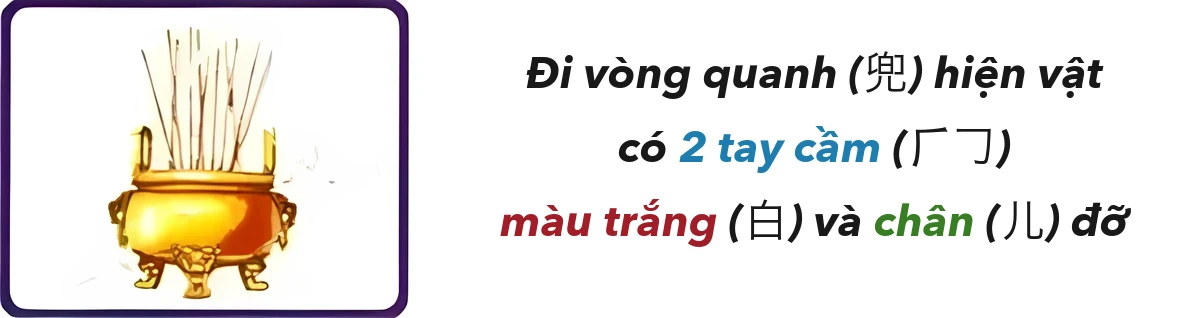 Đi vòng quanh (兜) hiện vật
có 2 tay cầm (⺁㇆)
màu trắng (白) và chân (儿) đỡ